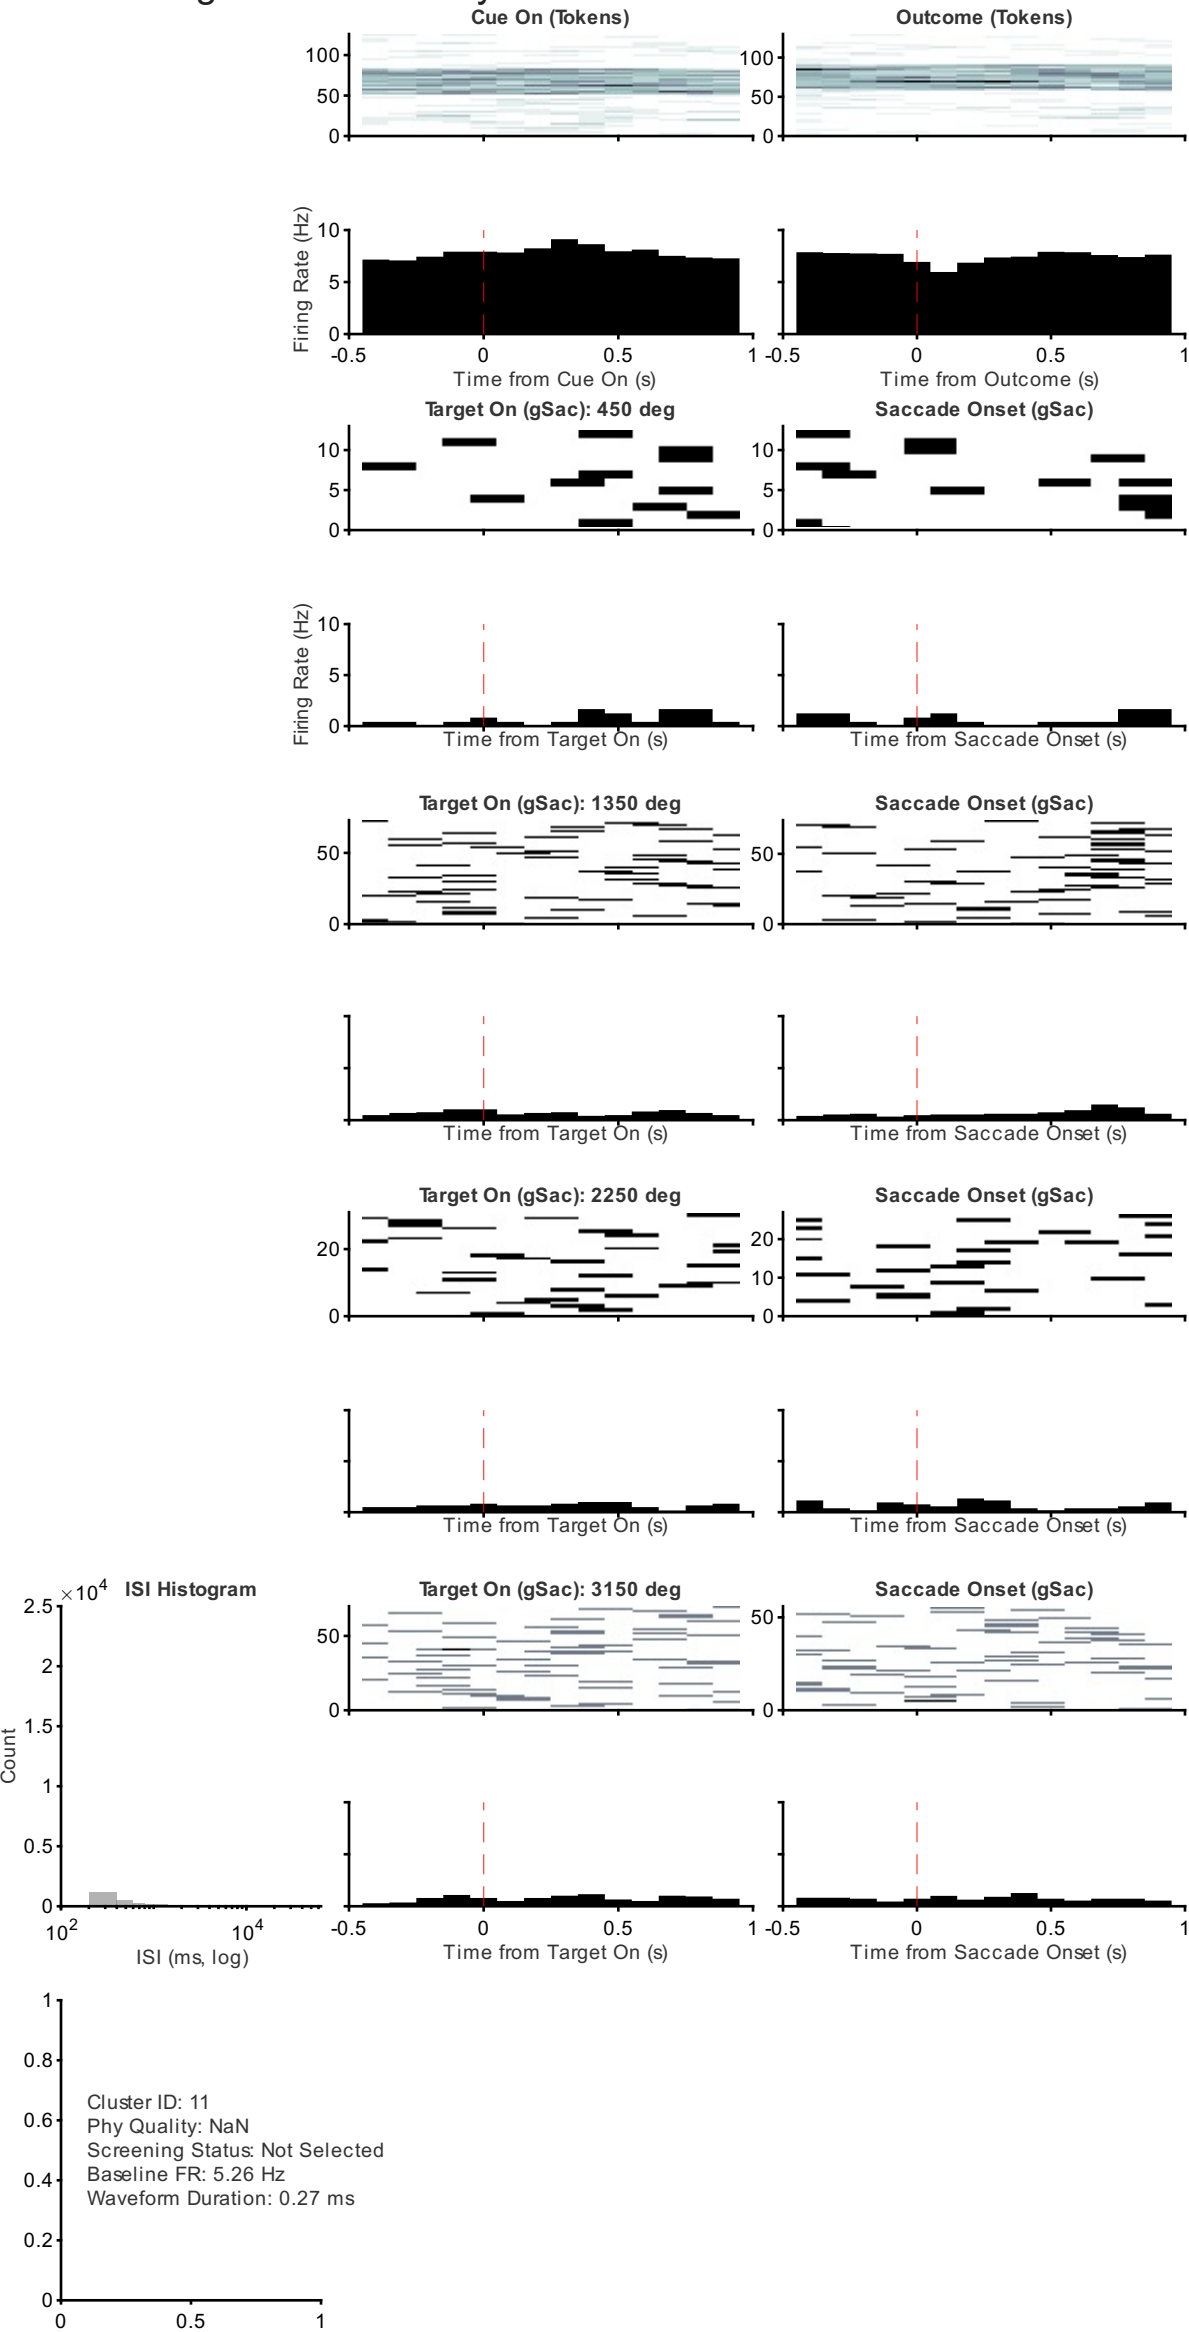 Cue On (Tokens)
Outcome (Tokens)
100
50
0
100
50
0
Firing Rate (Hz)
10
5
0
-0.5
0
0.5
1
-0.5
0
0.5
1
Time from Cue On (s)
Time from Outcome (s)
Target On (gSac): 450 deg
Saccade Onset (gSac)
10
5
0
10
5
0
Firing Rate (Hz)
10
5
0
Time from Target On (s)
Time from Saccade Onset (s)
Target On (gSac): 1350 deg
Saccade Onset (gSac)
50
0
50
0
Time from Target On (s)
Time from Saccade Onset (s)
Target On (gSac): 2250 deg
Saccade Onset (gSac)
20
0
20
10
0
Time from Target On (s)
Time from Saccade Onset (s)
×10⁴
ISI Histogram
Target On (gSac): 3150 deg
Saccade Onset (gSac)
2.5
2
1.5
1
0.5
0
Count
10²
10⁴
ISI (ms, log)
50
0
50
0
-0.5
0
0.5
1
-0.5
0
0.5
1
Time from Target On (s)
Time from Saccade Onset (s)
1
0.8
0.6
0.4
0.2
0
Cluster ID: 11
Phy Quality: NaN
Screening Status: Not Selected
Baseline FR: 5.26 Hz
Waveform Duration: 0.27 ms
0
0.5
1